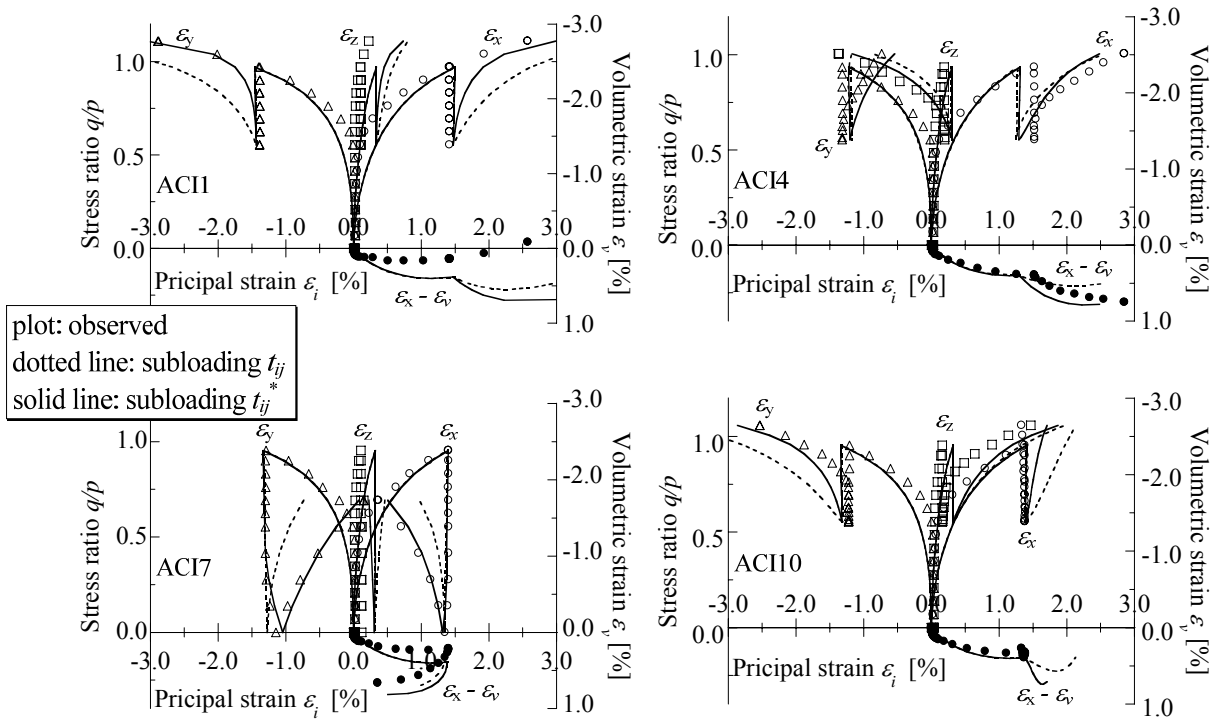 ε_y ε_z ε_x
Stress ratio q/p
1.0
0.5
0.0
ACI1
-3.0 -2.0 -1.0 0.0 1.0 2.0 3.0
Pricipal strain ε_i [%]
ε_x - ε_v
-3.0
-2.0
-1.0
0.0
1.0
Volumetric strain ε_v [%]
ε_z ε_x
ε_y
Stress ratio q/p
1.0
0.5
0.0
ACI4
-3.0 -2.0 -1.0 0.0 1.0 2.0 3.0
Pricipal strain ε_i [%]
ε_x - ε_v
-3.0
-2.0
-1.0
0.0
1.0
Volumetric strain ε_v [%]
plot: observed
dotted line: subloading t_ij
solid line: subloading t_ij*
ε_y ε_z ε_x
Stress ratio q/p
1.0
0.5
0.0
ACI7
-3.0 -2.0 -1.0 0.0 1.0 2.0 3.0
Pricipal strain ε_i [%]
ε_x - ε_v
-3.0
-2.0
-1.0
0.0
1.0
Volumetric strain ε_v [%]
ε_y ε_z
ε_x
Stress ratio q/p
1.0
0.5
0.0
ACI10
-3.0 -2.0 -1.0 0.0 1.0 2.0 3.0
Pricipal strain ε_i [%]
ε_x - ε_v
-3.0
-2.0
-1.0
0.0
1.0
Volumetric strain ε_v [%]